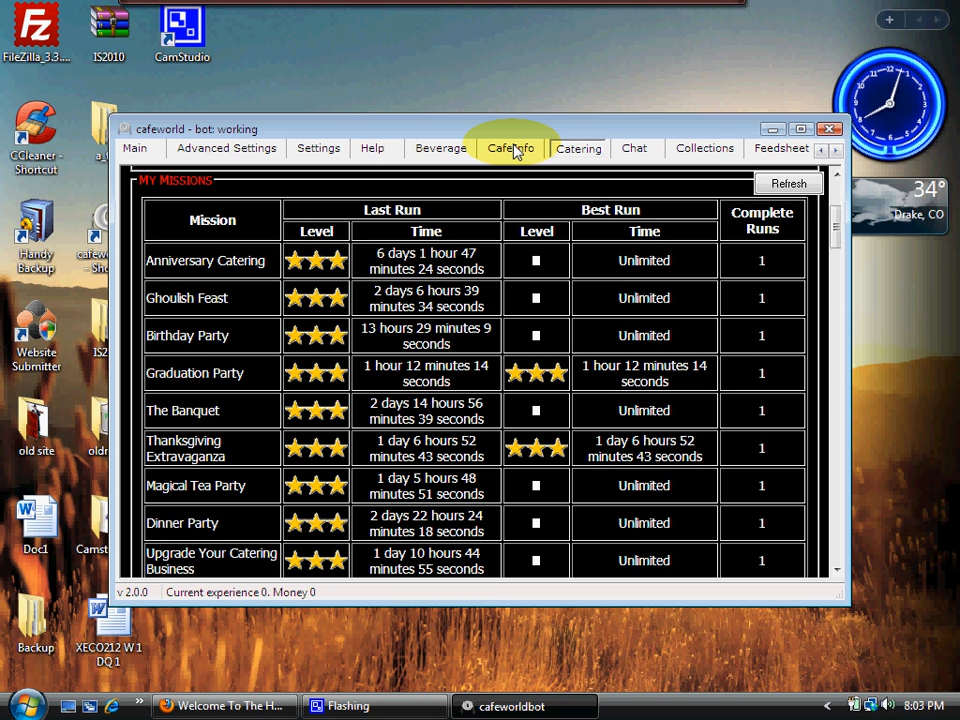 FileZilla_3.3....
IS2010
CamStudio
CCleaner -
Shortcut
a_f
Handy
Backup
cafew
- Sho
Website
Submitter
IS2
old site
oldr
Doc1
Camst
Backup
XECO212 W 1
DQ 1
34°
Drake, CO
cafeworld - bot: working
Main Advanced Settings Settings Help Beverage CafeInfo Catering Chat Collections Feedsheet
MY MISSIONS
Refresh
Mission Last Run Best Run Complete
Runs
Level Time Level Time
Anniversary Catering 6 days 1 hour 47
minutes 24 seconds Unlimited 1
Ghoulish Feast 2 days 6 hours 39
minutes 34 seconds Unlimited 1
Birthday Party 13 hours 29 minutes 9
seconds Unlimited 1
Graduation Party 1 hour 12 minutes 14
seconds 1 hour 12 minutes 14
seconds 1
The Banquet 2 days 14 hours 56
minutes 39 seconds Unlimited 1
Thanksgiving
Extravaganza 1 day 6 hours 52
minutes 43 seconds 1 day 6 hours 52
minutes 43 seconds 1
Magical Tea Party 1 day 5 hours 48
minutes 51 seconds Unlimited 1
Dinner Party 2 days 22 hours 24
minutes 18 seconds Unlimited 1
Upgrade Your Catering
Business 1 day 10 hours 44
minutes 55 seconds Unlimited 1
v 2.0.0 Current experience 0. Money 0
Welcome To The H... Flashing cafeworldbot 8:03 PM